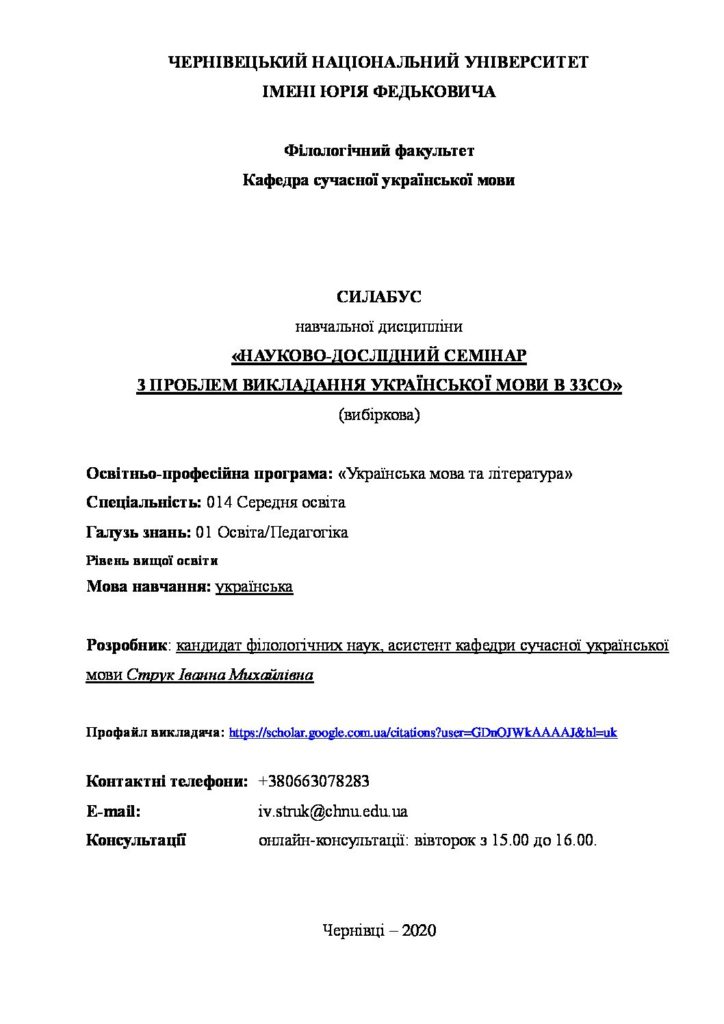 ЧЕРНІВЕЦЬКИЙ НАЦІОНАЛЬНИЙ УНІВЕРСИТЕТ
ІМЕНІ ЮРІЯ ФЕДЬКОВИЧА
Філологічний факультет
Кафедра сучасної української мови
СИЛАБУС
навчальної дисципліни
«НАУКОВО-ДОСЛІДНИЙ СЕМІНАР
З ПРОБЛЕМ ВИКЛАДАННЯ УКРАЇНСЬКОЇ МОВИ В ЗЗСО»
(вибіркова)
Освітньо-професійна програма: «Українська мова та література»
Спеціальність: 014 Середня освіта
Галузь знань: 01 Освіта/Педагогіка
Рівень вищої освіти
Мова навчання: українська
Розробник: кандидат філологічних наук, асистент кафедри сучасної української
мови Струк Іванна Михайлівна
Профайл викладача: https://scholar.google.com.ua/citations?user=GDnOJWkAAAAJ&hl=uk
Контактні телефони: +380663078283
E-mail: iv.struk@chnu.edu.ua
Консультації онлайн-консультації: вівторок з 15.00 до 16.00.
Чернівці – 2020